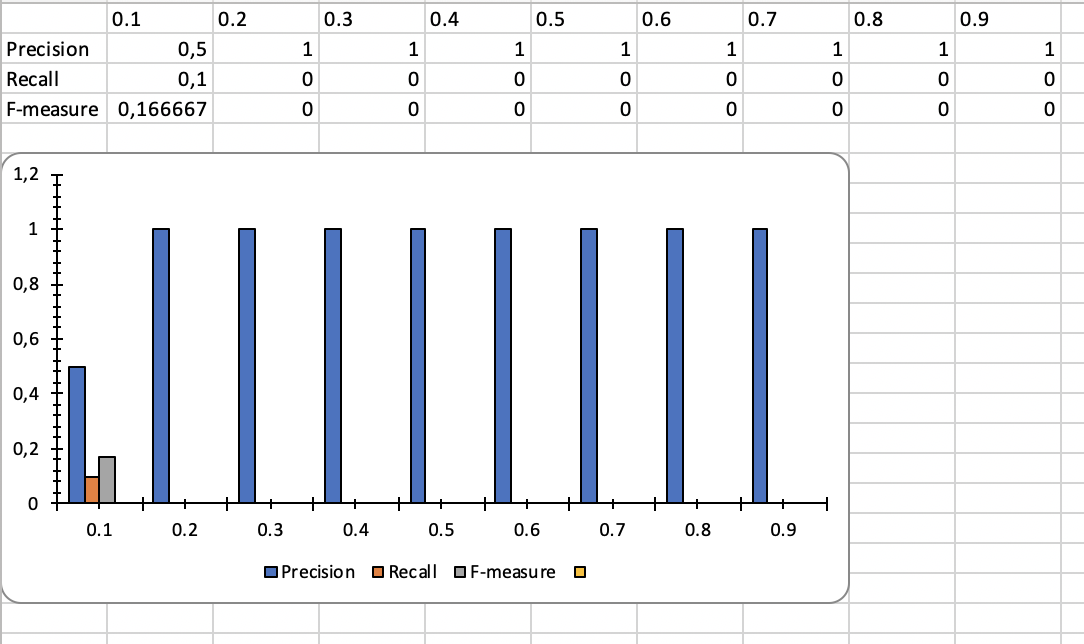 0.1 0.2 0.3 0.4 0.5 0.6 0.7 0.8 0.9
Precision 0,5 1 1 1 1 1 1 1 1
Recall 0,1 0 0 0 0 0 0 0 0
F-measure 0,166667 0 0 0 0 0 0 0 0
1,2
1
0,8
0,6
0,4
0,2
0
0.1 0.2 0.3 0.4 0.5 0.6 0.7 0.8 0.9
Precision Recall F-measure